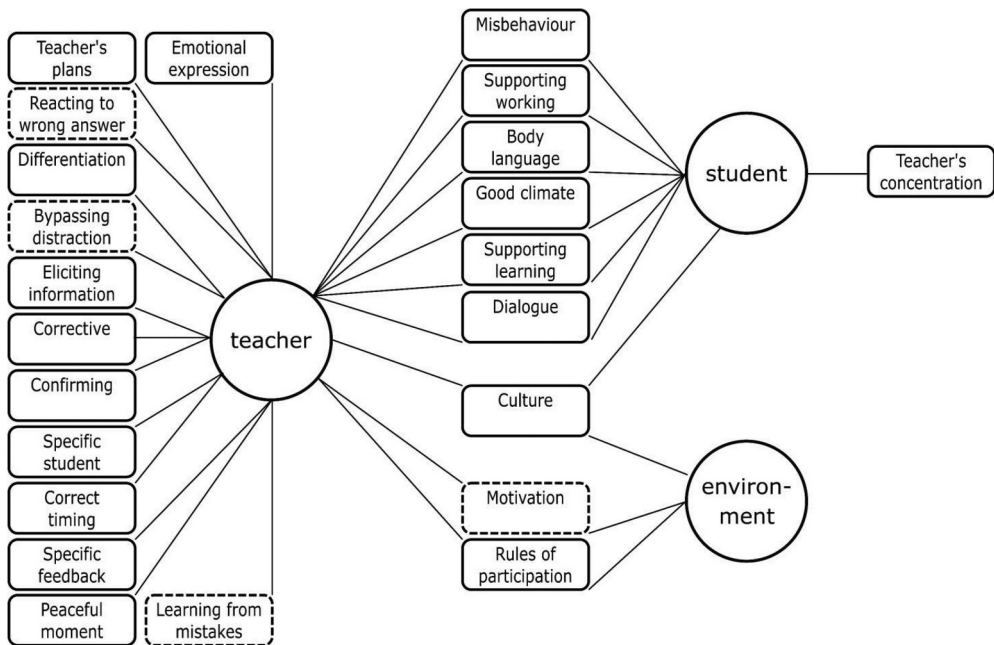 Teacher's
plans
Emotional
expression
Reacting to
wrong answer
Differentiation
Bypassing
distraction
Eliciting
information
Corrective
Confirming
Specific
student
Correct
timing
Specific
feedback
Peaceful
moment
Learning from
mistakes
teacher
Misbehaviour
Supporting
working
Body
language
Good climate
Supporting
learning
Dialogue
Culture
Motivation
Rules of
participation
student
environ-
ment
Teacher's
concentration